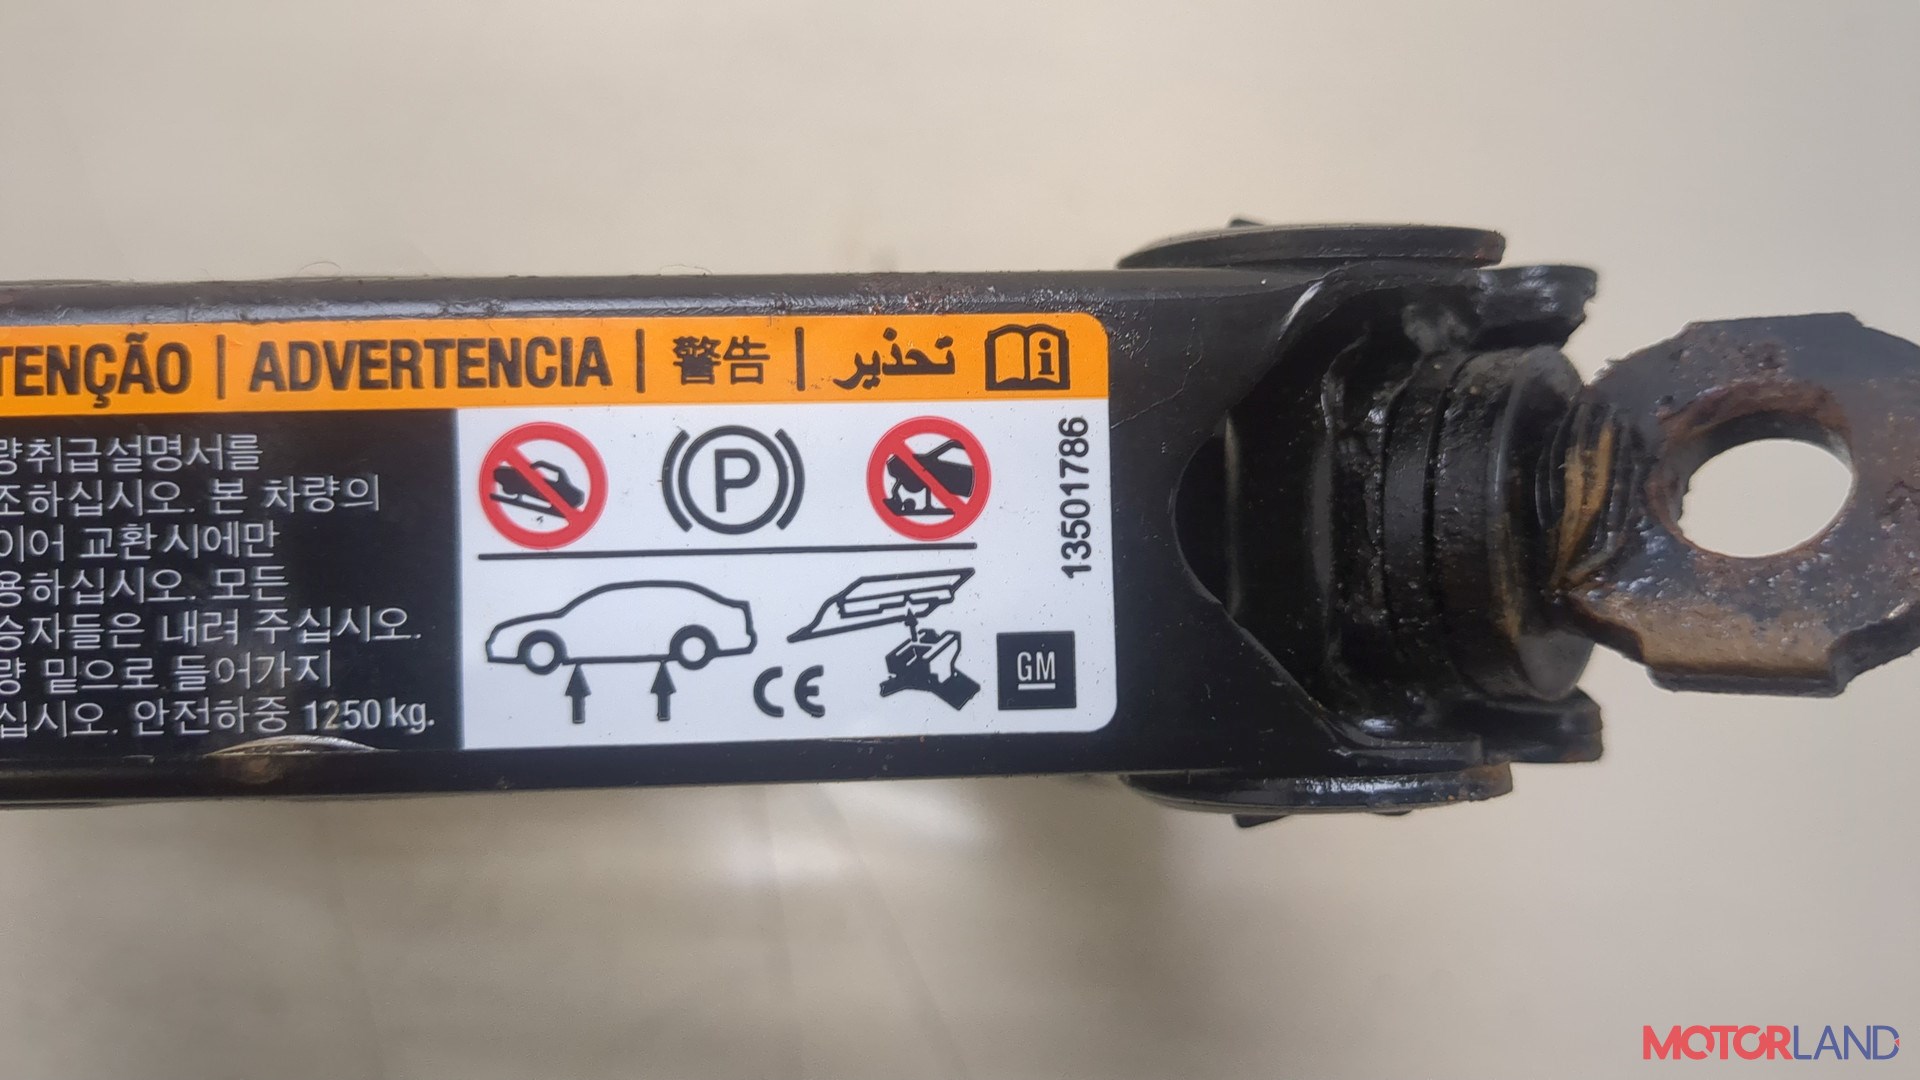 TENÇÃO | ADVERTENCIA | 警告 | تحذير
량취급설명서를
조하십시오. 본 차량의
이어 교환시에만
용하십시오. 모든
승자들은 내려 주십시오.
량 밑으로 들어가지
십시오. 안전하중 1250kg.
P
13501786
CE
GM
MOTORLAND